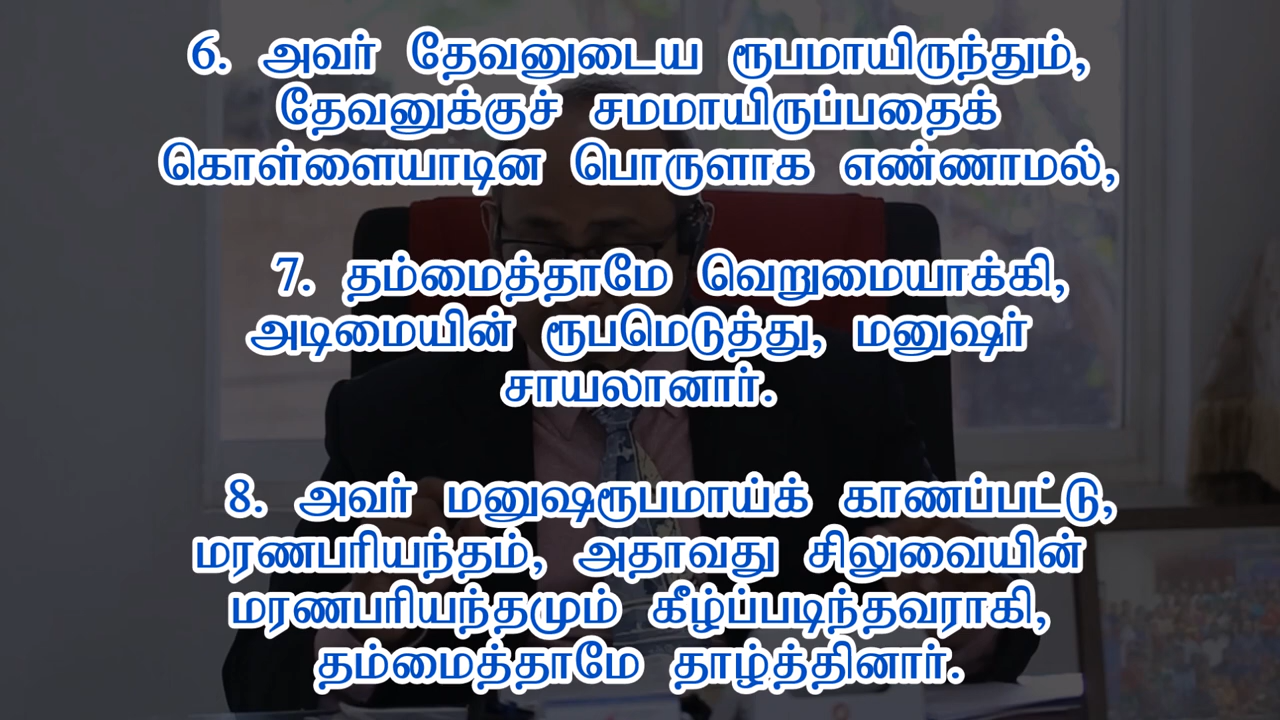 6. அவர் தேவனுடைய ரூபமாயிருந்தும்,
தேவனுக்குச் சமமாயிருப்பதைக்
கொள்ளையாடின பொருளாக எண்ணாமல்,
7. தம்மைத்தாமே வெறுமையாக்கி,
அடிமையின் ரூபமெடுத்து, மனுஷர்
சாயலானார்.
8. அவர் மனுஷரூபமாய்க் காணப்பட்டு,
மரணபரியந்தம், அதாவது சிலுவையின்
மரணபரியந்தமும் கீழ்ப்படிந்தவராகி,
தம்மைத்தாமே தாழ்த்தினார்.